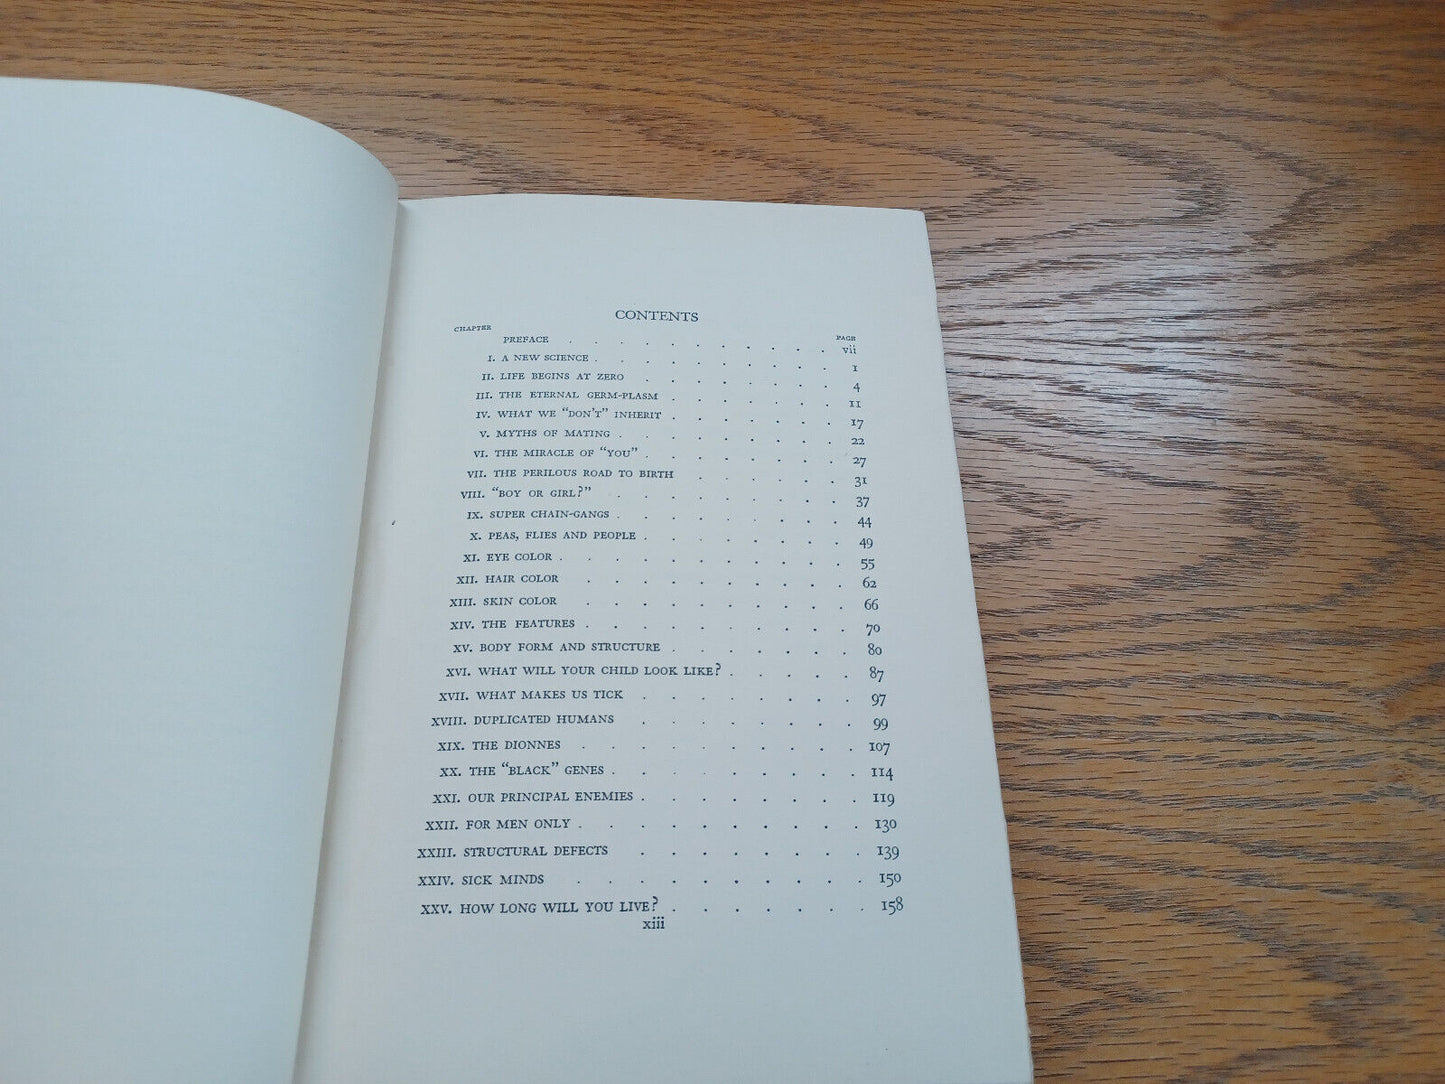 CONTENTS
CHAPTER PAGE
PREFACE . . . . . . . . . . vii
I. A NEW SCIENCE . . . . . . . . . 1
II. LIFE BEGINS AT ZERO . . . . . . . . 4
III. THE ETERNAL GERM-PLASM . . . . . . . 11
IV. WHAT WE "DON'T" INHERIT . . . . . . . 17
V. MYTHS OF MATING . . . . . . . . . 22
VI. THE MIRACLE OF "YOU" . . . . . . . . 27
VII. THE PERILOUS ROAD TO BIRTH . . . . . . 31
VIII. "BOY OR GIRL?" . . . . . . . . . 37
IX. SUPER CHAIN-GANGS . . . . . . . . . 44
X. PEAS, FLIES AND PEOPLE . . . . . . . . 49
XI. EYE COLOR . . . . . . . . . . . 55
XII. HAIR COLOR . . . . . . . . . . 62
XIII. SKIN COLOR . . . . . . . . . . 66
XIV. THE FEATURES . . . . . . . . . . 70
XV. BODY FORM AND STRUCTURE . . . . . . . 80
XVI. WHAT WILL YOUR CHILD LOOK LIKE? . . . . . 87
XVII. WHAT MAKES US TICK . . . . . . . . 97
XVIII. DUPLICATED HUMANS . . . . . . . . 99
XIX. THE DIONNES . . . . . . . . . . 107
XX. THE "BLACK" GENES . . . . . . . . . 114
XXI. OUR PRINCIPAL ENEMIES . . . . . . . . 119
XXII. FOR MEN ONLY . . . . . . . . . . 130
XXIII. STRUCTURAL DEFECTS . . . . . . . . 139
XXIV. SICK MINDS . . . . . . . . . . 150
XXV. HOW LONG WILL YOU LIVE? . . . . . . . 158
xiii